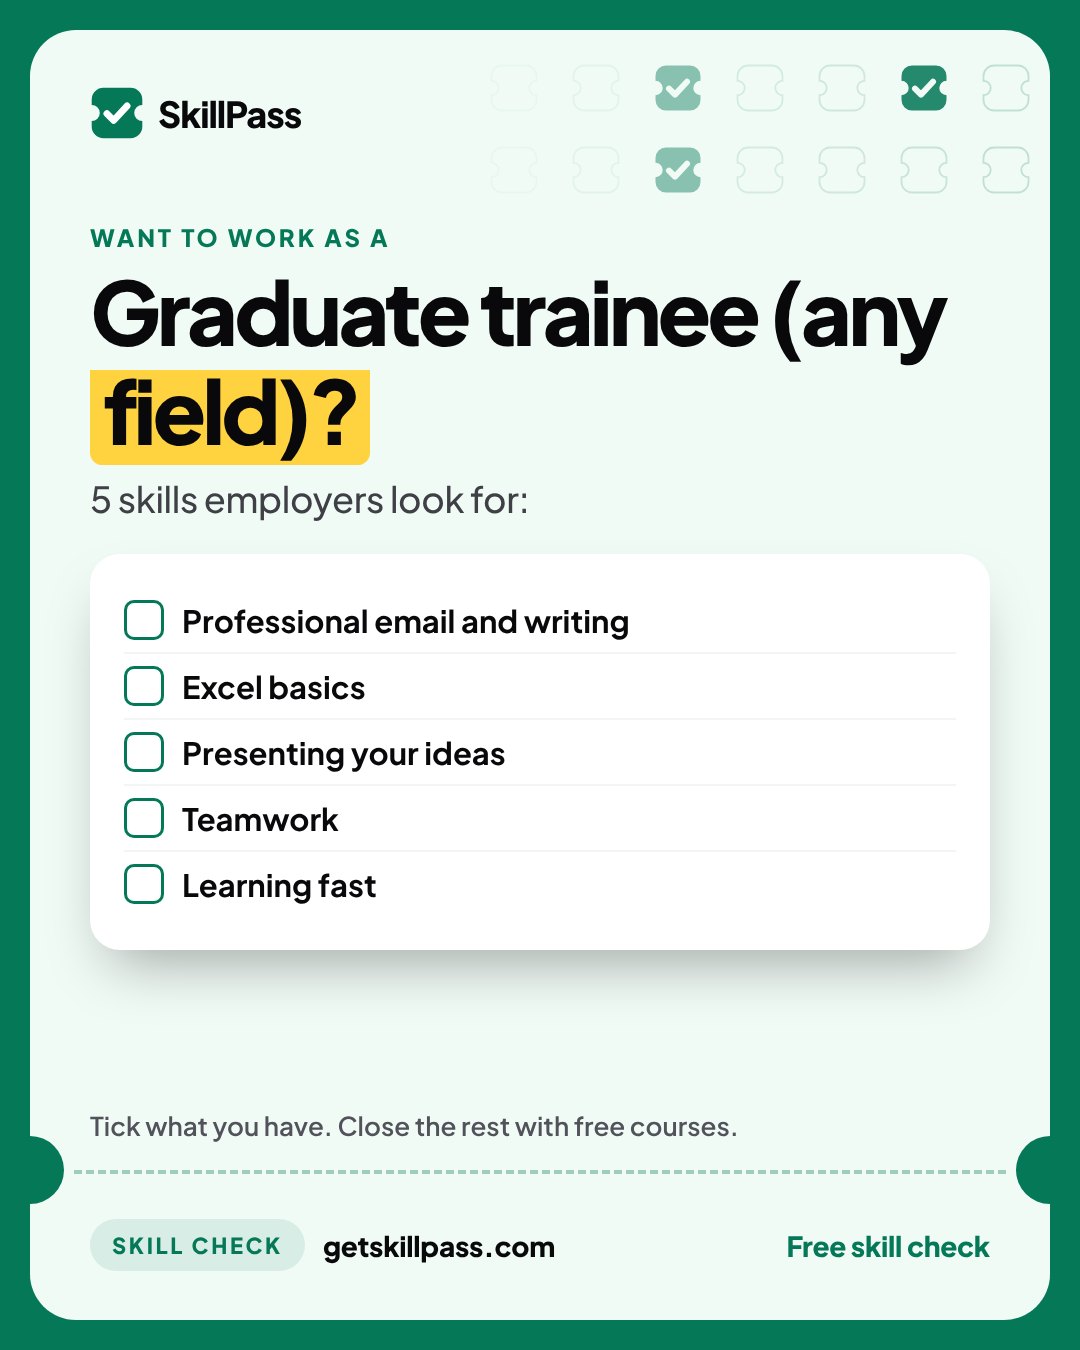 SkillPass
WANT TO WORK AS A
Graduate trainee (any
field)?
5 skills employers look for:
Professional email and writing
Excel basics
Presenting your ideas
Teamwork
Learning fast
Tick what you have. Close the rest with free courses.
SKILL CHECK getskillpass.com Free skill check